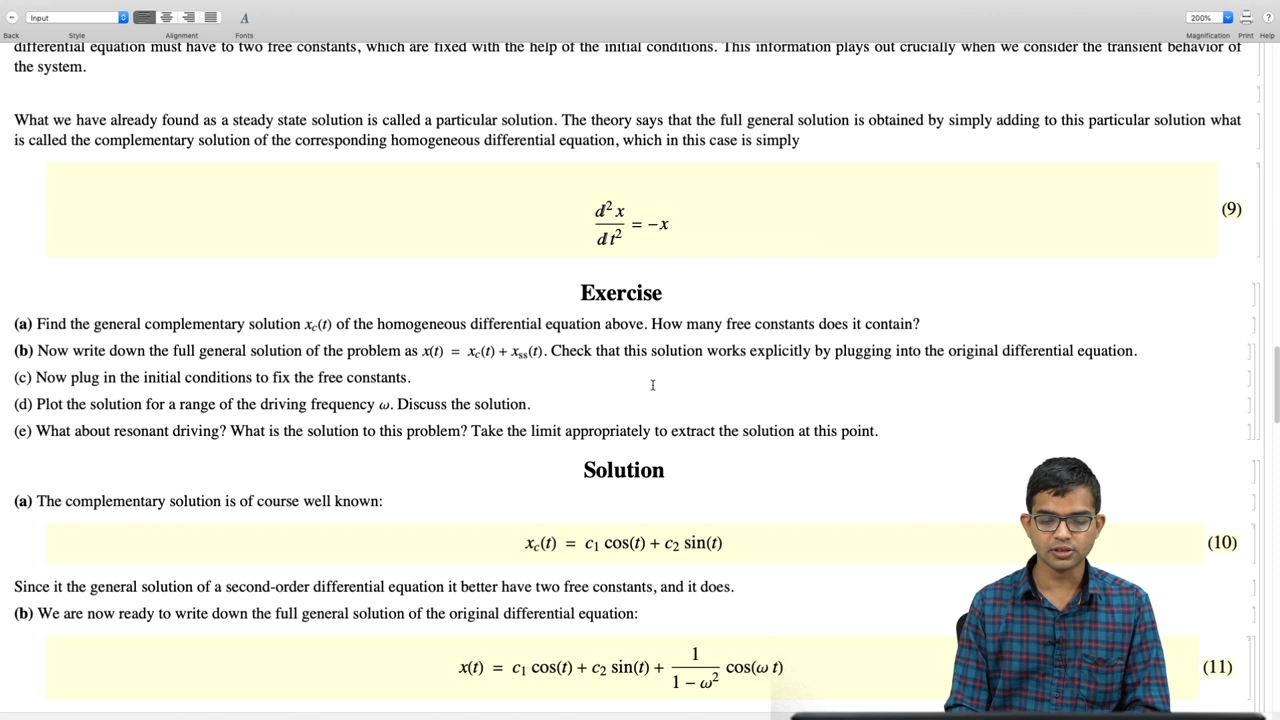 Input
200%
Back Style Alignment Fonts Magnification Print Help
differential equation must have to two free constants, which are fixed with the help of the initial conditions. This information plays out crucially when we consider the transient behavior of
the system.
What we have already found as a steady state solution is called a particular solution. The theory says that the full general solution is obtained by simply adding to this particular solution what
is called the complementary solution of the corresponding homogeneous differential equation, which in this case is simply
d² x / d t² = −x (9)
Exercise
(a) Find the general complementary solution x_c(t) of the homogeneous differential equation above. How many free constants does it contain?
(b) Now write down the full general solution of the problem as x(t) = x_c(t) + x_ss(t). Check that this solution works explicitly by plugging into the original differential equation.
(c) Now plug in the initial conditions to fix the free constants.
(d) Plot the solution for a range of the driving frequency ω. Discuss the solution.
(e) What about resonant driving? What is the solution to this problem? Take the limit appropriately to extract the solution at this point.
Solution
(a) The complementary solution is of course well known:
x_c(t) = c₁ cos(t) + c₂ sin(t) (10)
Since it the general solution of a second-order differential equation it better have two free constants, and it does.
(b) We are now ready to write down the full general solution of the original differential equation:
x(t) = c₁ cos(t) + c₂ sin(t) + 1 / (1 − ω²) cos(ω t) (11)